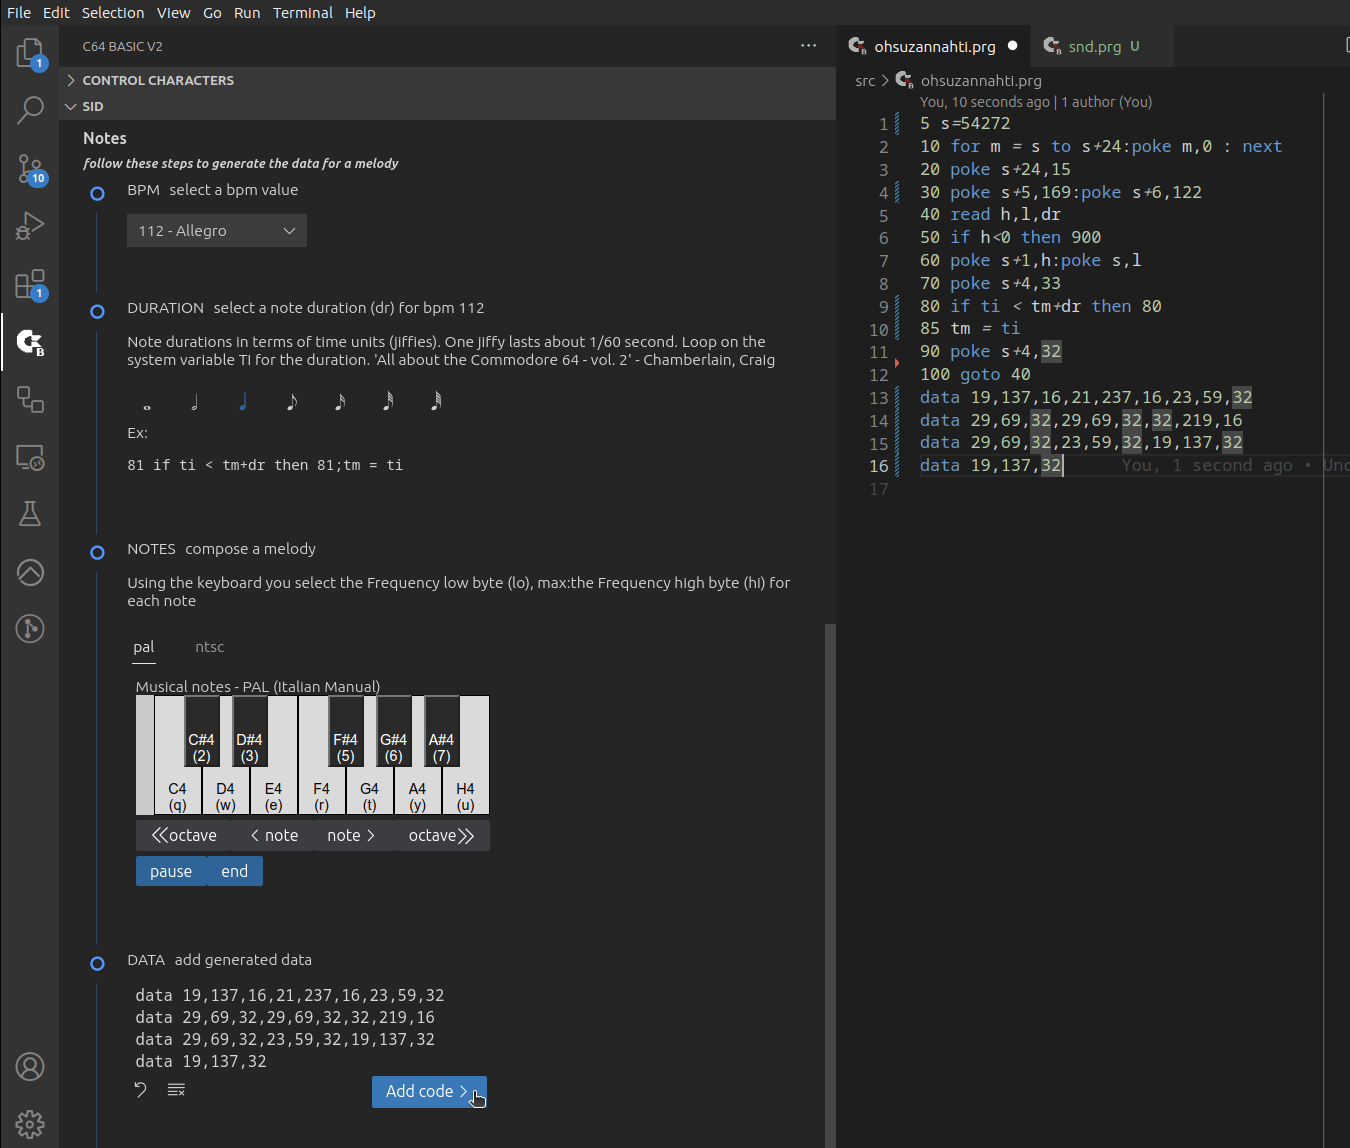 File Edit Selection View Go Run Terminal Help
C64 BASIC V2
CONTROL CHARACTERS
SID
Notes
follow these steps to generate the data for a melody
BPM select a bpm value
112 - Allegro
DURATION select a note duration (dr) for bpm 112
Note durations in terms of time units (jiffies). One jiffy lasts about 1/60 second. Loop on the
system variable TI for the duration. 'All about the Commodore 64 - vol. 2' - Chamberlain, Craig
Ex:
81 if ti < tm+dr then 81;tm = ti
NOTES compose a melody
Using the keyboard you select the Frequency low byte (lo), max:the Frequency high byte (hi) for
each note
pal ntsc
Musical notes - PAL (Italian Manual)
C#4 D#4 F#4 G#4 A#4
(2) (3) (5) (6) (7)
C4 D4 E4 F4 G4 A4 H4
(q) (w) (e) (r) (t) (y) (u)
octave < note note > octave
pause end
DATA add generated data
data 19,137,16,21,237,16,23,59,32
data 29,69,32,29,69,32,32,219,16
data 29,69,32,23,59,32,19,137,32
data 19,137,32
Add code >
1
10
1
ohsuzannahti.prg snd.prg U
src > ohsuzannahti.prg
You, 10 seconds ago | 1 author (You)
1 5 s=54272
2 10 for m = s to s+24:poke m,0 : next
3 20 poke s+24,15
4 30 poke s+5,169:poke s+6,122
5 40 read h,l,dr
6 50 if h<0 then 900
7 60 poke s+1,h:poke s,l
8 70 poke s+4,33
9 80 if ti < tm+dr then 80
10 85 tm = ti
11 90 poke s+4,32
12 100 goto 40
13 data 19,137,16,21,237,16,23,59,32
14 data 29,69,32,29,69,32,32,219,16
15 data 29,69,32,23,59,32,19,137,32
16 data 19,137,32 You, 1 second ago • Unc
17